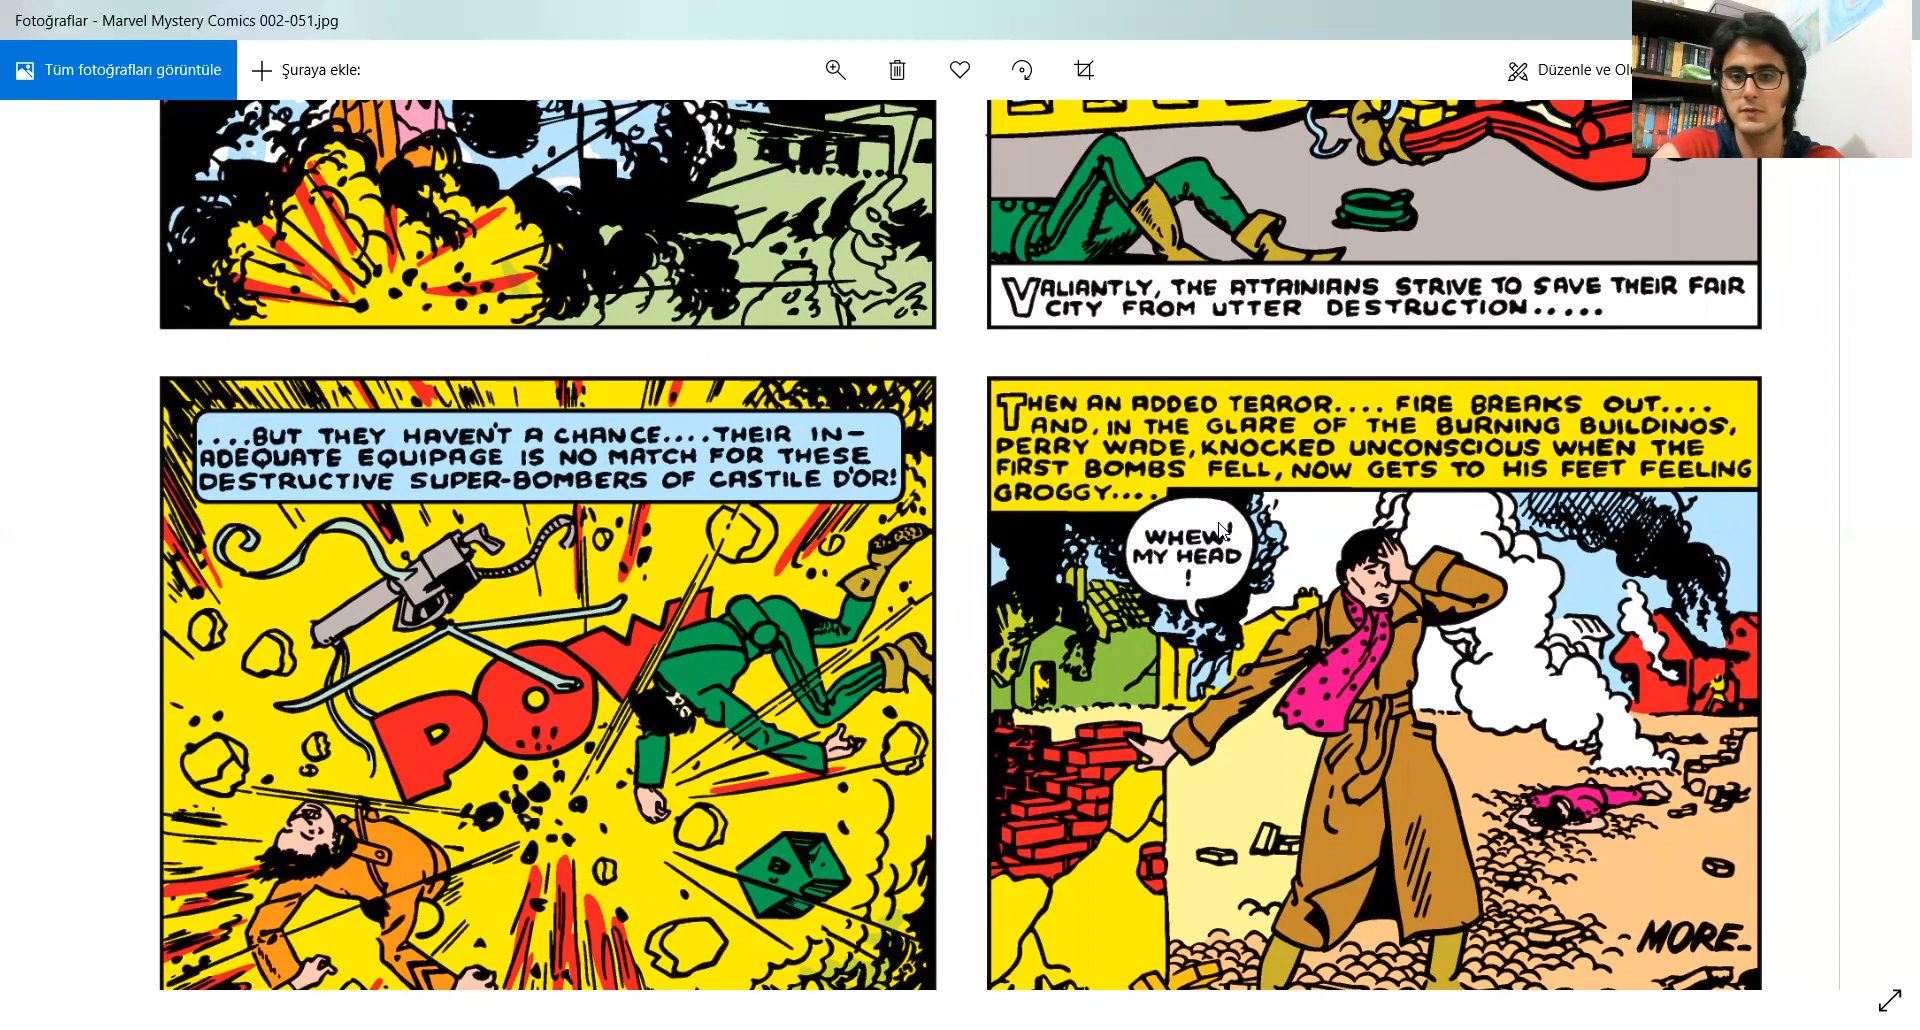 Fotoğraflar - Marvel Mystery Comics 002-051.jpg
Tüm fotoğrafları görüntüle
Şuraya ekle:
Düzenle ve Olu
VALIANTLY, THE ATTAINIANS STRIVE TO SAVE THEIR FAIR
CITY FROM UTTER DESTRUCTION.....
....BUT THEY HAVEN'T A CHANCE....THEIR IN-
ADEQUATE EQUIPAGE IS NO MATCH FOR THESE
DESTRUCTIVE SUPER-BOMBERS OF CASTILE D'OR!
POW
THEN AN ADDED TERROR.... FIRE BREAKS OUT....
AND, IN THE GLARE OF THE BURNING BUILDINGS,
PERRY WADE, KNOCKED UNCONSCIOUS WHEN THE
FIRST BOMBS FELL, NOW GETS TO HIS FEET FEELING
GROGGY....
WHEW!
MY HEAD
!
MORE-